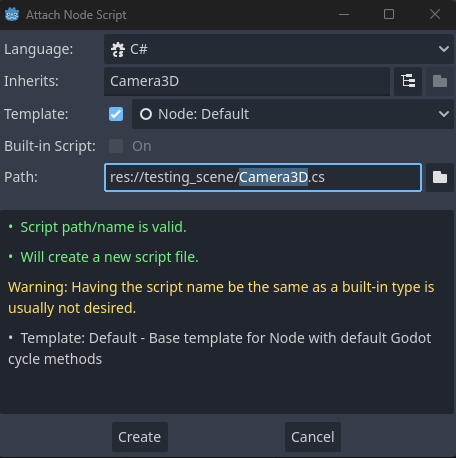 Attach Node Script
Language: C#
Inherits: Camera3D
Template: Node: Default
Built-in Script: On
Path: res://testing_scene/Camera3D.cs
• Script path/name is valid.
• Will create a new script file.
Warning: Having the script name be the same as a built-in type is
usually not desired.
• Template: Default - Base template for Node with default Godot
cycle methods
Create Cancel